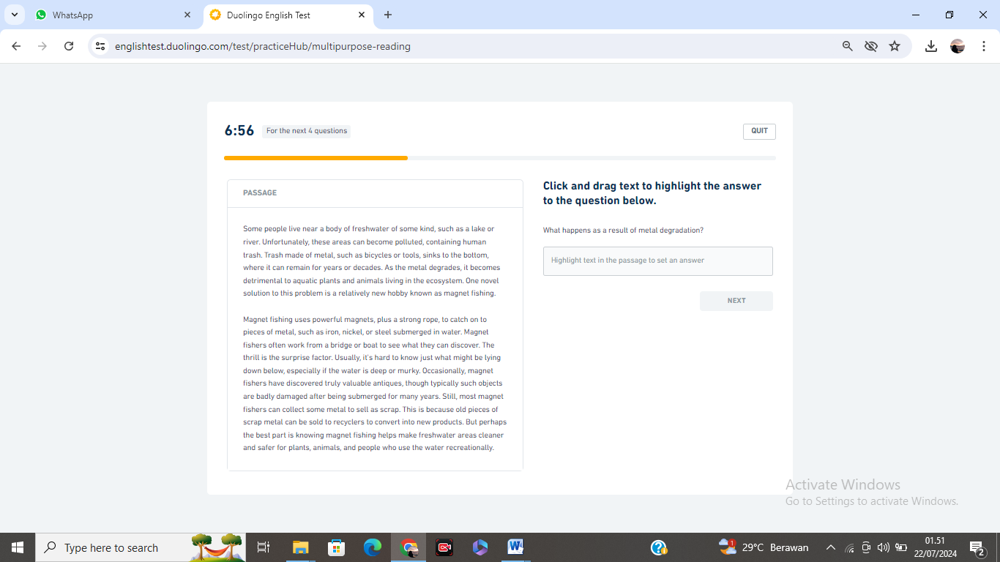 WhatsApp
Duolingo English Test
englishtest.duolingo.com/test/practiceHub/multipurpose-reading
6:56
For the next 4 questions
QUIT
PASSAGE
Some people live near a body of freshwater of some kind, such as a lake or
river. Unfortunately, these areas can become polluted, containing human
trash. Trash made of metal, such as bicycles or tools, sinks to the bottom,
where it can remain for years or decades. As the metal degrades, it becomes
detrimental to aquatic plants and animals living in the ecosystem. One novel
solution to this problem is a relatively new hobby known as magnet fishing.
Magnet fishing uses powerful magnets, plus a strong rope, to catch on to
pieces of metal, such as iron, nickel, or steel submerged in water. Magnet
fishers often work from a bridge or boat to see what they can discover. The
thrill is the surprise factor. Usually, it's hard to know just what might be lying
down below, especially if the water is deep or murky. Occasionally, magnet
fishers have discovered truly valuable antiques, though typically such objects
are badly damaged after being submerged for many years. Still, most magnet
fishers can collect some metal to sell as scrap. This is because old pieces of
scrap metal can be sold to recyclers to convert into new products. But perhaps
the best part is knowing magnet fishing helps make freshwater areas cleaner
and safer for plants, animals, and people who use the water recreationally.
Click and drag text to highlight the answer
to the question below.
What happens as a result of metal degradation?
Highlight text in the passage to set an answer
NEXT
Activate Windows
Go to Settings to activate Windows.
Type here to search
W
1
29°C Berawan
01.51
22/07/2024
2